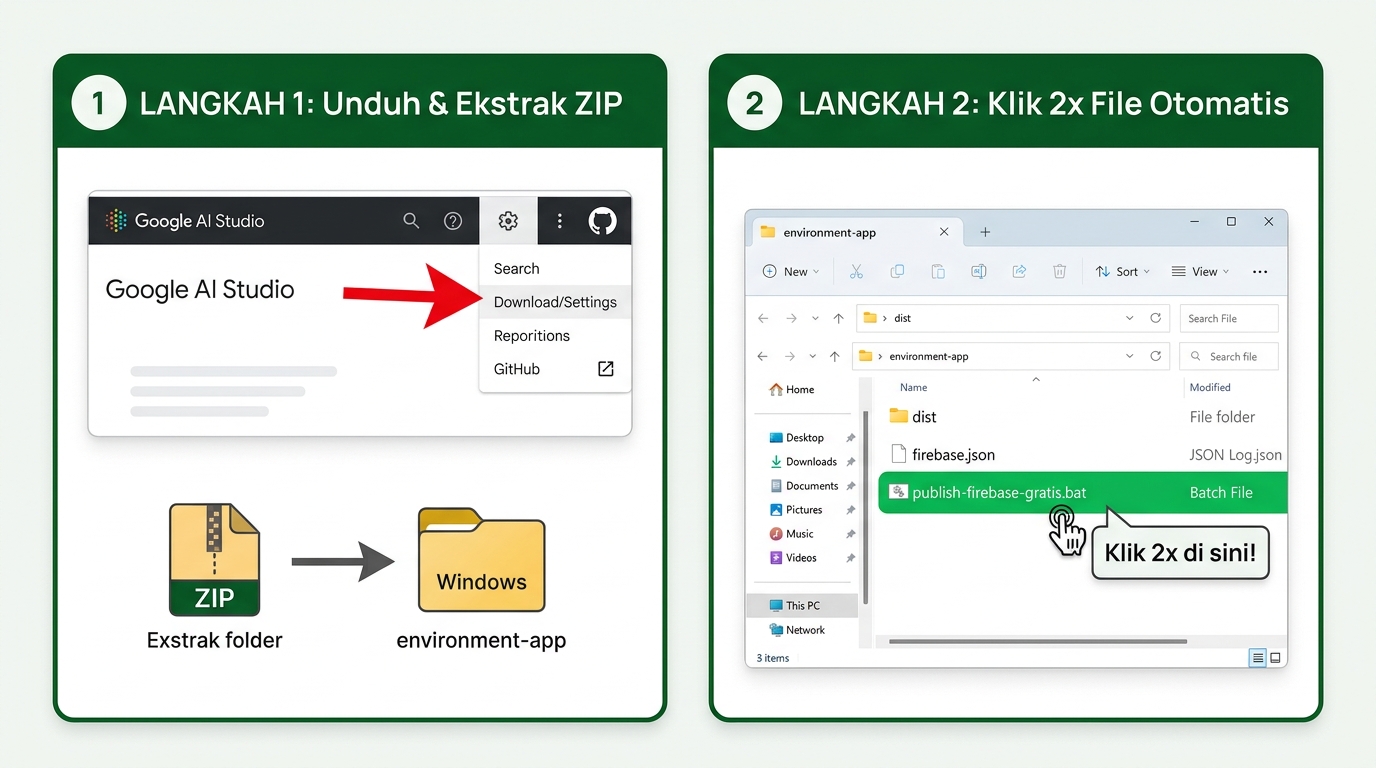 1 LANGKAH 1: Unduh & Ekstrak ZIP
Google AI Studio
Google AI Studio
Search
Download/Settings
Reporitions
GitHub
ZIP
Exstrak folder
Windows
environment-app
2 LANGKAH 2: Klik 2x File Otomatis
environment-app
New
Sort
View
dist
Search File
environment-app
Search file
Home
Desktop
Downloads
Documents
Pictures
Music
Videos
This PC
Network
Name Modified
dist File folder
firebase.json JSON Log.json
publish-firebase-gratis.bat Batch File
Klik 2x di sini!
3 items